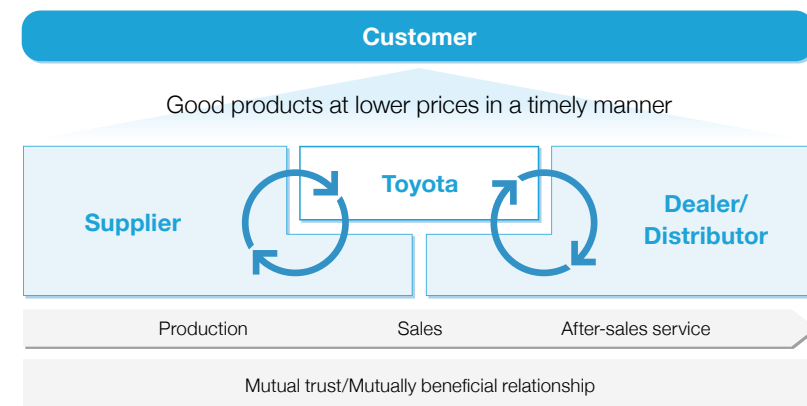 Customer
Good products at lower prices in a timely manner
Toyota
Supplier
Dealer/
Distributor
Production
Sales
After-sales service
Mutual trust/Mutually beneficial relationship